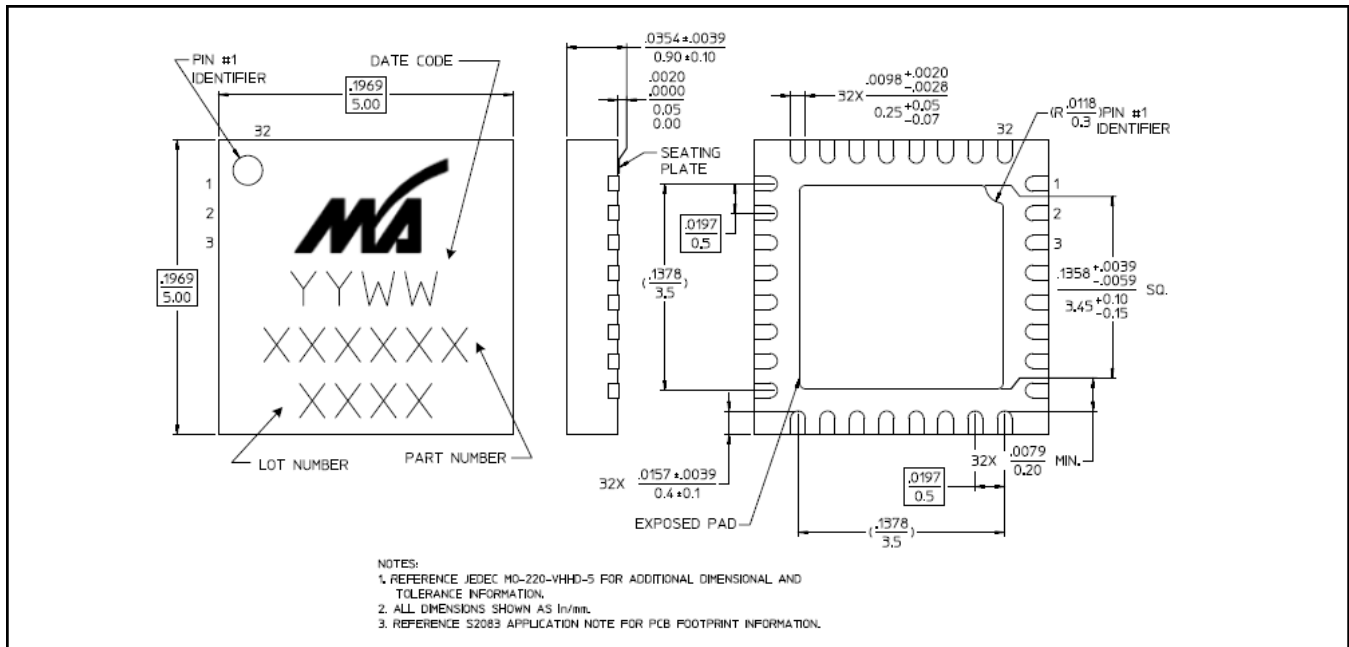 PIN #1
IDENTIFIER
DATE CODE
.1969
5.00
32
1
2
3
.1969
5.00
MA
YYWW
XXXXXX
XXXX
LOT NUMBER
PART NUMBER
.0354±.0039
0.90±0.10
.0020
.0000
0.05
0.00
SEATING
PLATE
.0197
0.5
(.1378)
3.5
32X .0157±.0039
0.4±0.1
EXPOSED PAD
32X .0098 +.0020
-.0028
0.25 +0.05
-0.07
32
(R .0118)PIN #1
0.3 IDENTIFIER
1
2
3
.1358 +.0039
-.0059 SQ.
3.45 +0.10
-0.15
32X .0079 MIN.
0.20
.0197
0.5
(.1378)
3.5
NOTES:
1. REFERENCE JEDEC MO-220-VHHD-5 FOR ADDITIONAL DIMENSIONAL AND
TOLERANCE INFORMATION.
2. ALL DIMENSIONS SHOWN AS in/mm.
3. REFERENCE S2083 APPLICATION NOTE FOR PCB FOOTPRINT INFORMATION.